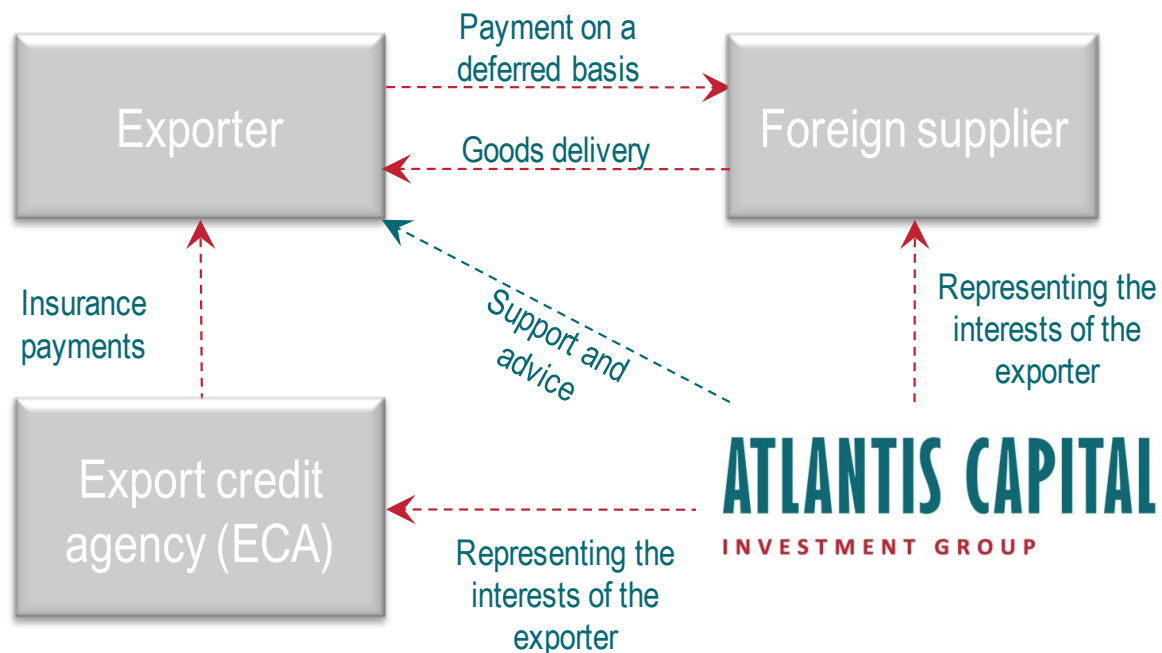 Payment on a
deferred basis
Exporter
Foreign supplier
Goods delivery
Insurance
payments
Support and
advice
Representing the
interests of the
exporter
Export credit
agency (ECA)
ATLANTIS CAPITAL
INVESTMENT GROUP
Representing the
interests of the
exporter